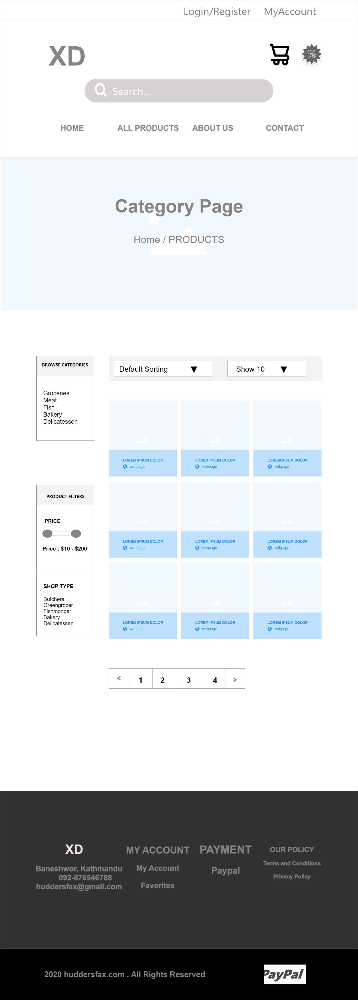 Login/Register MyAccount
XD
%
Search...
HOME ALL PRODUCTS ABOUT US CONTACT
Category Page
Home / PRODUCTS
BROWSE CATEGORIES
Groceries
Meat
Fish
Bakery
Delicatessen
Default Sorting ▼ Show 10 ▼
LOREM IPSUM DOLOR LOREM IPSUM DOLOR LOREM IPSUM DOLOR
webpage webpage webpage
PRODUCT FILTERS
PRICE
Price : $10 - $200
LOREM IPSUM DOLOR LOREM IPSUM DOLOR LOREM IPSUM DOLOR
webpage webpage webpage
SHOP TYPE
Butchers
Greengrocer
Fishmonger
Bakery
Delicatessen
LOREM IPSUM DOLOR LOREM IPSUM DOLOR LOREM IPSUM DOLOR
webpage webpage webpage
< 1 2 3 4 >
XD
Baneshwor, Kathmandu
092-876546788
huddersfax@gmail.com
MY ACCOUNT
My Account
Favorites
PAYMENT
Paypal
OUR POLICY
Terms and Conditions
Privacy Policy
2020 huddersfax.com . All Rights Reserved
PayPal